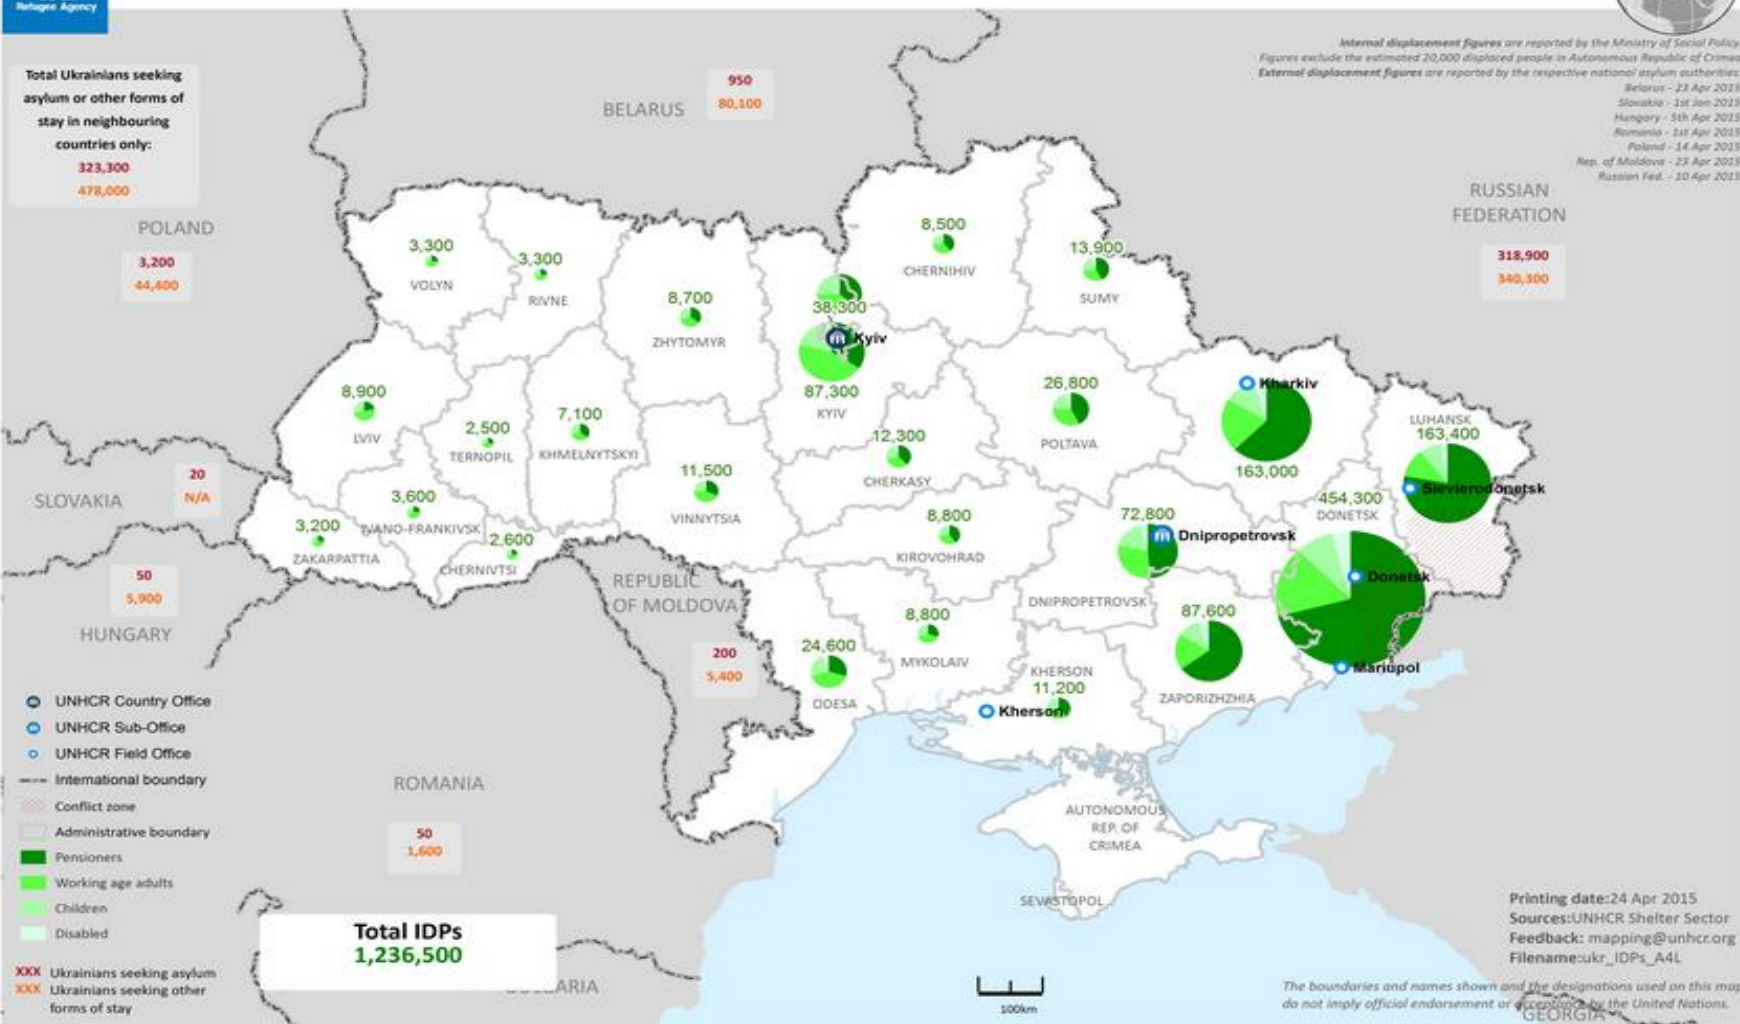 Refugee Agency
Total Ukrainians seeking
asylum or other forms of
stay in neighbouring
countries only:
323,300
478,000
Internal displacement figures are reported by the Ministry of Social Policy
Figures exclude the estimated 20,000 displaced people in Autonomous Republic of Crimea
External displacement figures are reported by the respective national asylum authorities
Belarus - 23 Apr 2015
Slovakia - 1st Jan 2015
Hungary - 5th Apr 2015
Romania - 1st Apr 2015
Poland - 14 Apr 2015
Rep. of Moldova - 23 Apr 2015
Russian Fed. - 10 Apr 2015
BELARUS
950
80,100
RUSSIAN
FEDERATION
318,900
340,300
POLAND
3,200
44,400
SLOVAKIA
20
N/A
50
5,900
HUNGARY
REPUBLIC
OF MOLDOVA
200
5,400
ROMANIA
50
1,600
3,300
VOLYN
3,300
RIVNE
8,700
ZHYTOMYR
38,300
Kyiv
87,300
KYIV
8,500
CHERNIHIV
13,900
SUMY
8,900
LVIV
2,500
TERNOPIL
7,100
KHMELNYTSKYI
11,500
VINNYTSIA
12,300
CHERKASY
26,800
POLTAVA
Kharkiv
163,000
LUHANSK
163,400
Sievierodonetsk
454,300
DONETSK
Donetsk
Mariupol
3,200
ZAKARPATTIA
3,600
IVANO-FRANKIVSK
2,600
CHERNIVTSI
8,800
KIROVOHRAD
72,800
Dnipropetrovsk
DNIPROPETROVSK
87,600
ZAPORIZHZHIA
24,600
ODESA
8,800
MYKOLAIV
KHERSON
11,200
Kherson
AUTONOMOUS
REP. OF
CRIMEA
SEVASTOPOL
UNHCR Country Office
UNHCR Sub-Office
UNHCR Field Office
International boundary
Conflict zone
Administrative boundary
Pensioners
Working age adults
Children
Disabled
XXX Ukrainians seeking asylum
XXX Ukrainians seeking other
forms of stay
Total IDPs
1,236,500
100km
Printing date:24 Apr 2015
Sources:UNHCR Shelter Sector
Feedback: mapping@unhcr.org
Filename:ukr_IDPs_A4L
The boundaries and names shown and the designations used on this map
do not imply official endorsement or acceptance by the United Nations.
GEORGIA